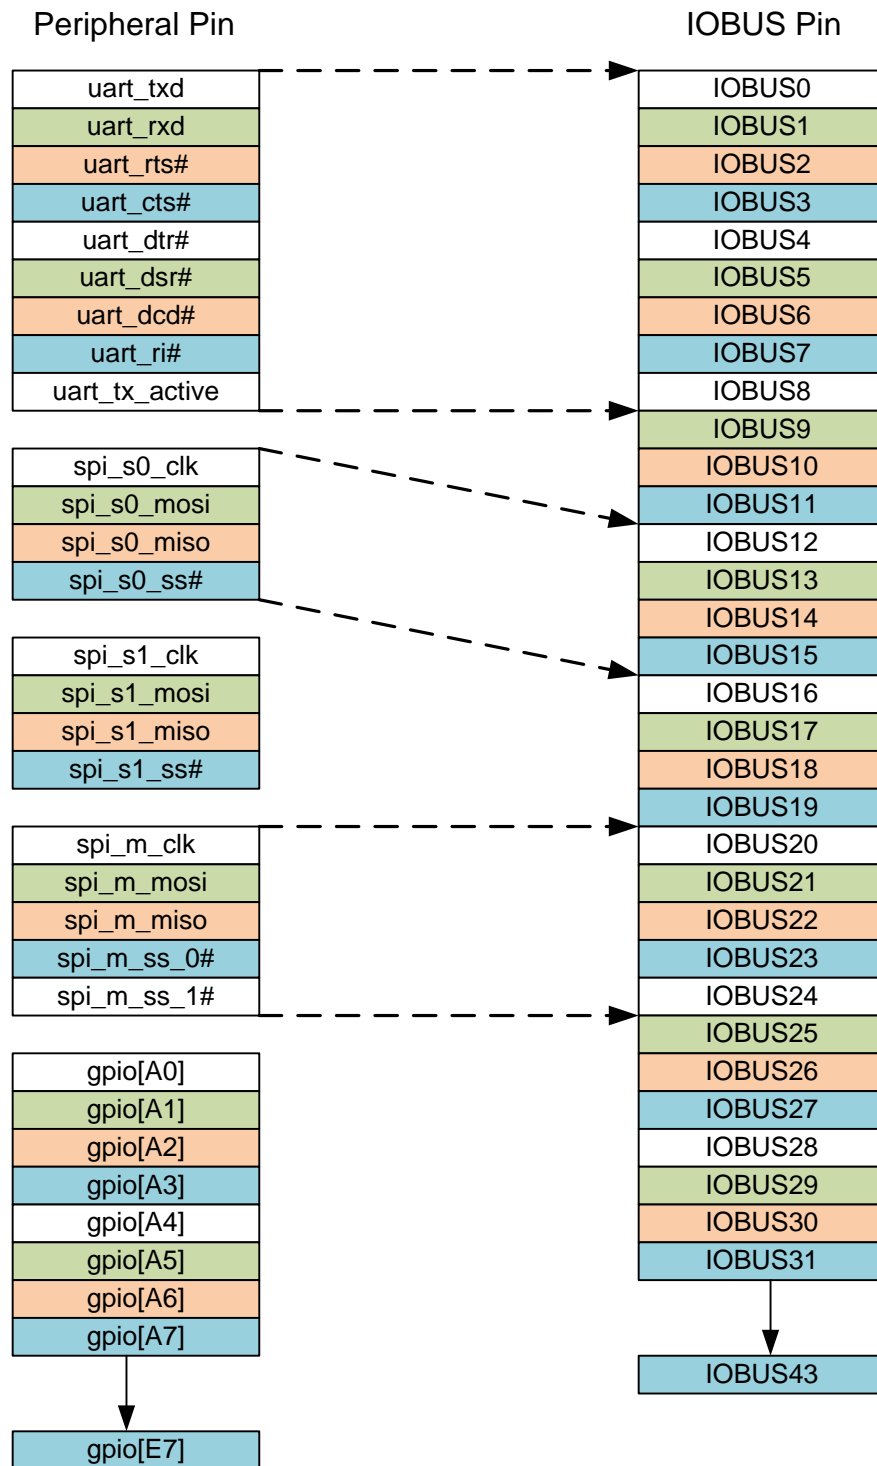 Peripheral Pin
uart_txd
uart_rxd
uart_rts#
uart_cts#
uart_dtr#
uart_dsr#
uart_dcd#
uart_ri#
uart_tx_active
spi_s0_clk
spi_s0_mosi
spi_s0_miso
spi_s0_ss#
spi_s1_clk
spi_s1_mosi
spi_s1_miso
spi_s1_ss#
spi_m_clk
spi_m_mosi
spi_m_miso
spi_m_ss_0#
spi_m_ss_1#
gpio[A0]
gpio[A1]
gpio[A2]
gpio[A3]
gpio[A4]
gpio[A5]
gpio[A6]
gpio[A7]
gpio[E7]
IOBUS Pin
IOBUS0
IOBUS1
IOBUS2
IOBUS3
IOBUS4
IOBUS5
IOBUS6
IOBUS7
IOBUS8
IOBUS9
IOBUS10
IOBUS11
IOBUS12
IOBUS13
IOBUS14
IOBUS15
IOBUS16
IOBUS17
IOBUS18
IOBUS19
IOBUS20
IOBUS21
IOBUS22
IOBUS23
IOBUS24
IOBUS25
IOBUS26
IOBUS27
IOBUS28
IOBUS29
IOBUS30
IOBUS31
IOBUS43